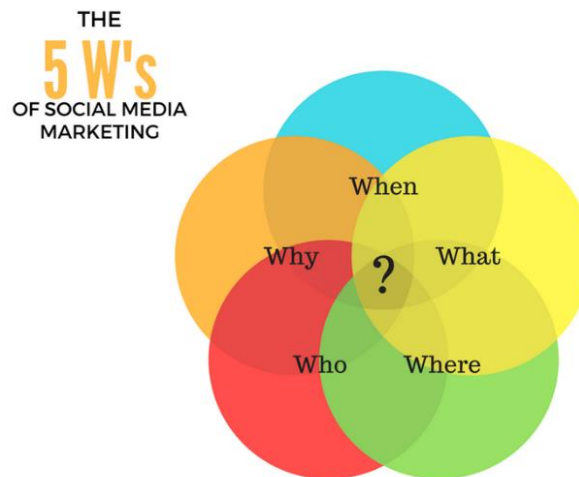 THE
5 W's
OF SOCIAL MEDIA
MARKETING
When
Why
?
What
Who
Where